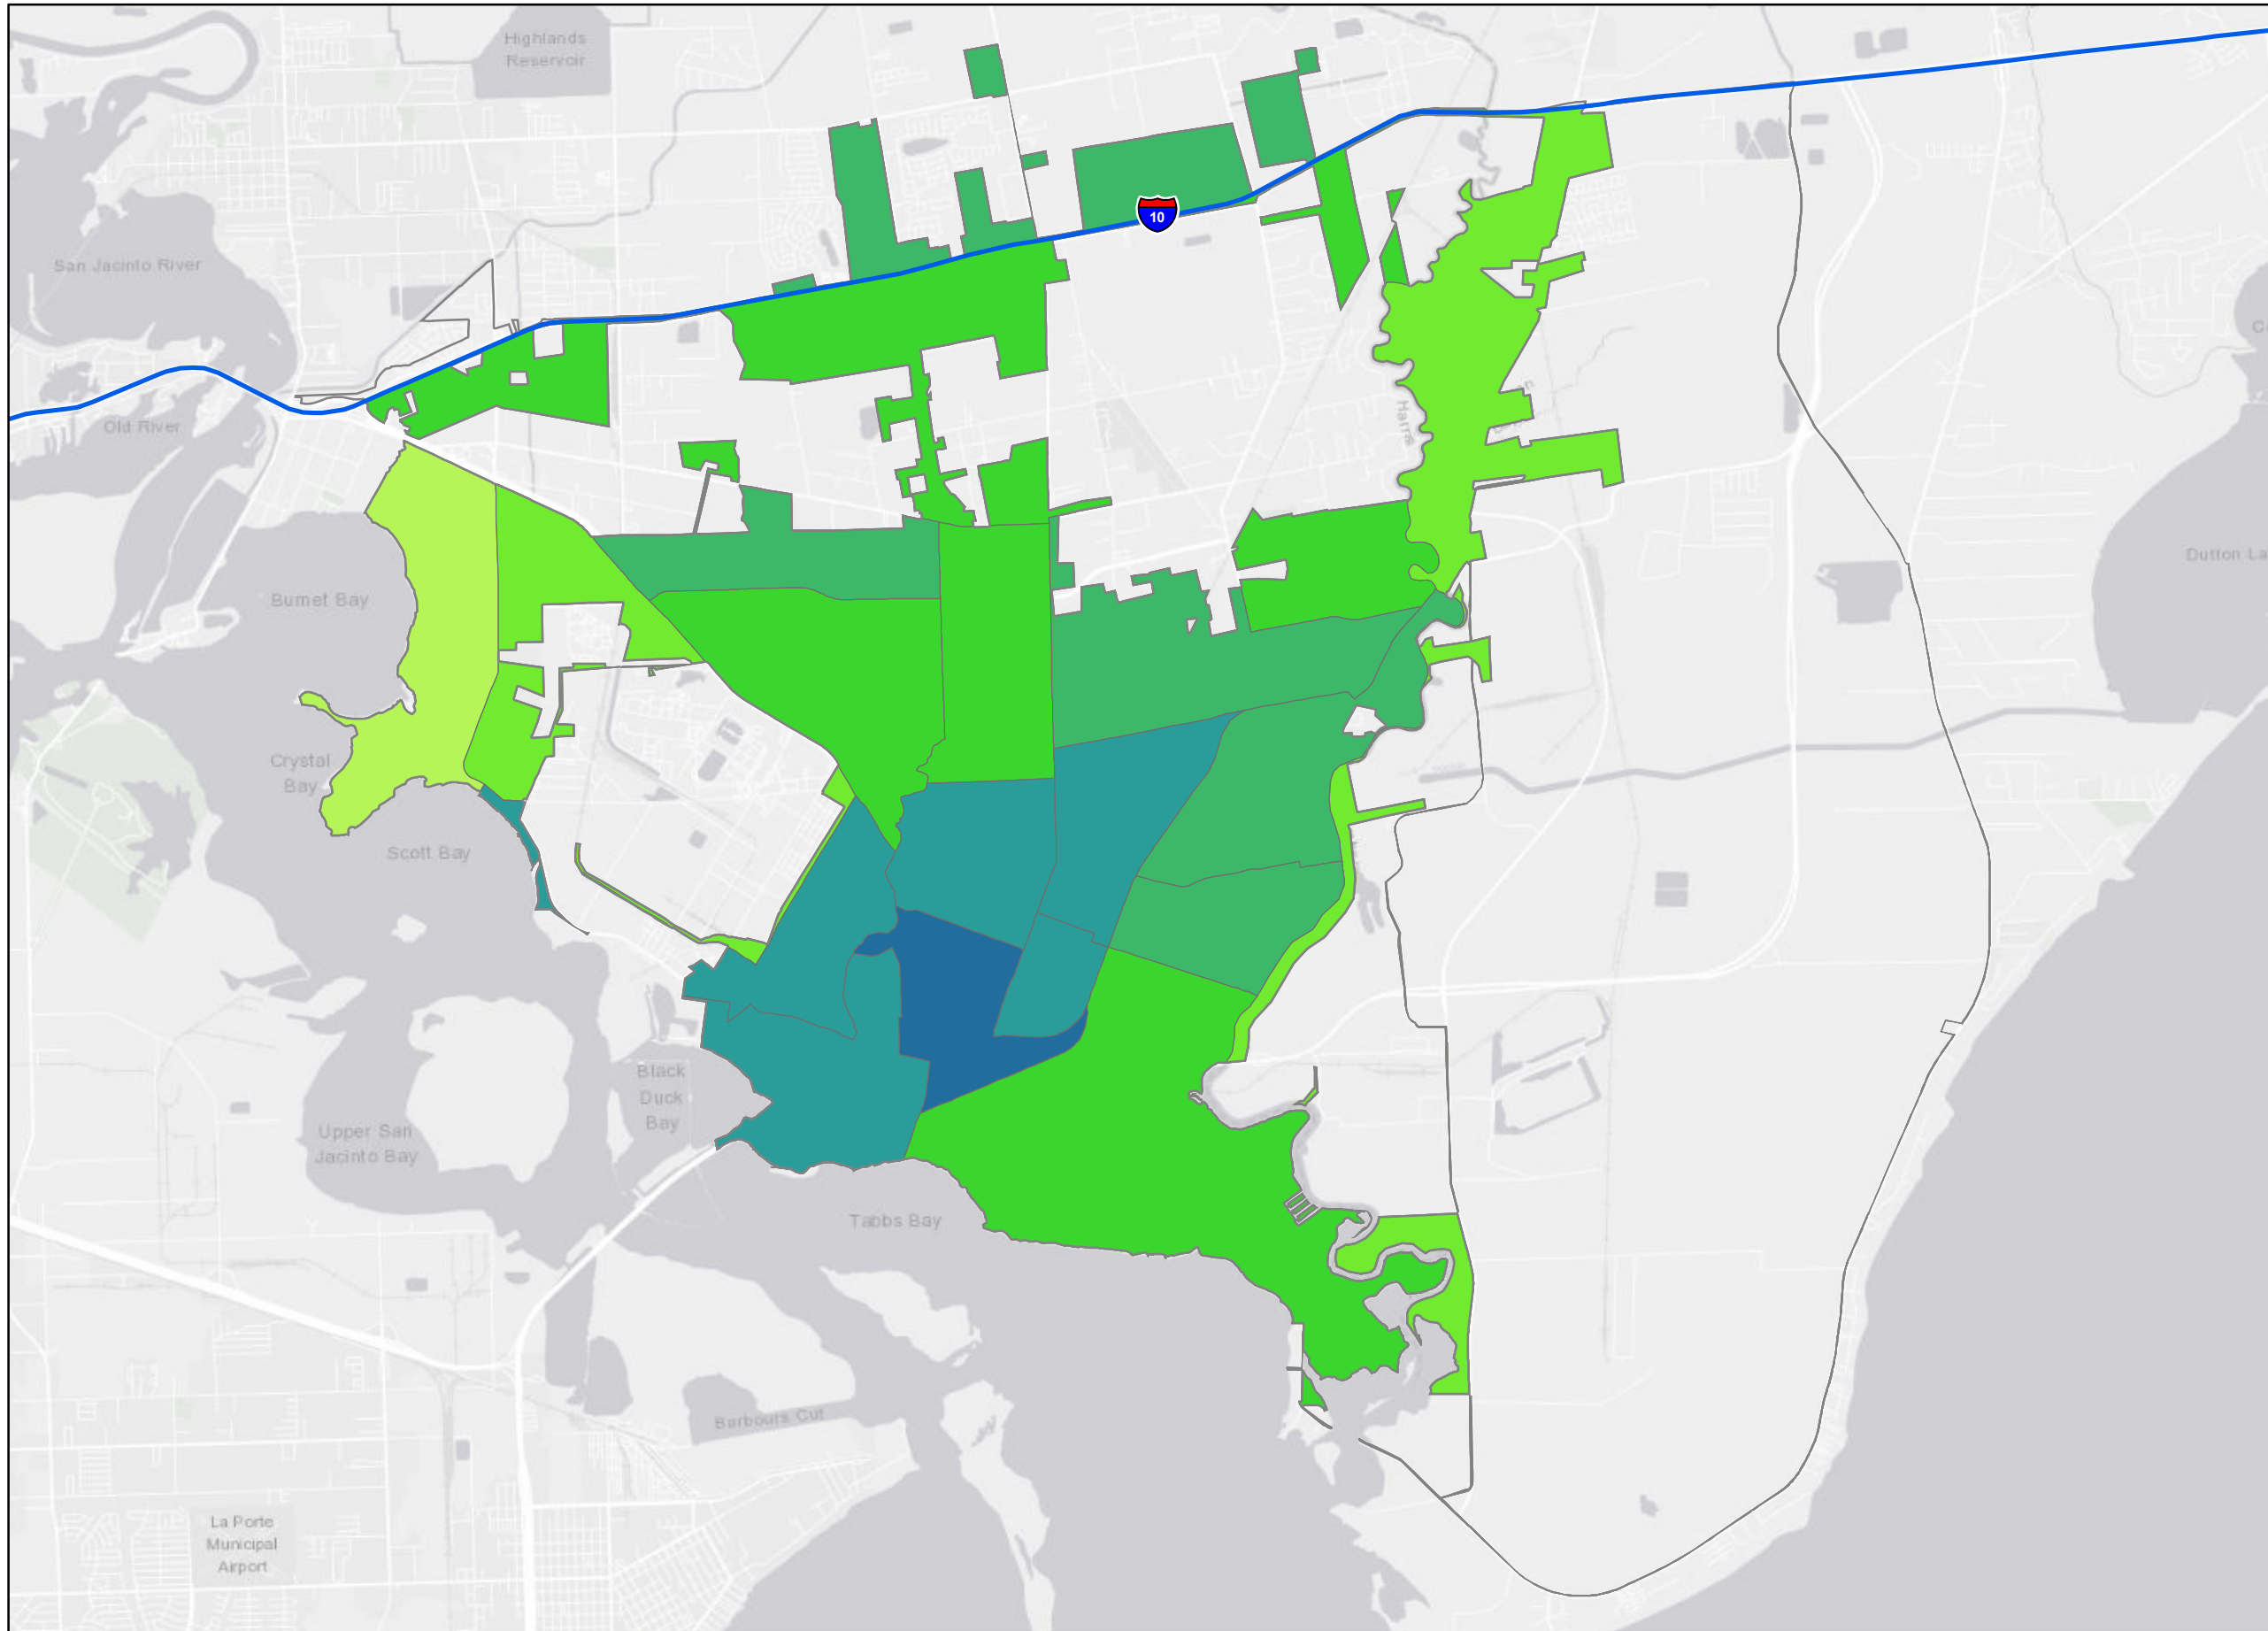 Highlands
Reservoir
10
San Jacinto River
Old River
Harris
Burnet Bay
Dutton La
Crystal
Bay
Scott Bay
Black
Duck
Bay
Upper San
Jacinto Bay
Tabbs Bay
Barbours Cut
La Porte
Municipal
Airport